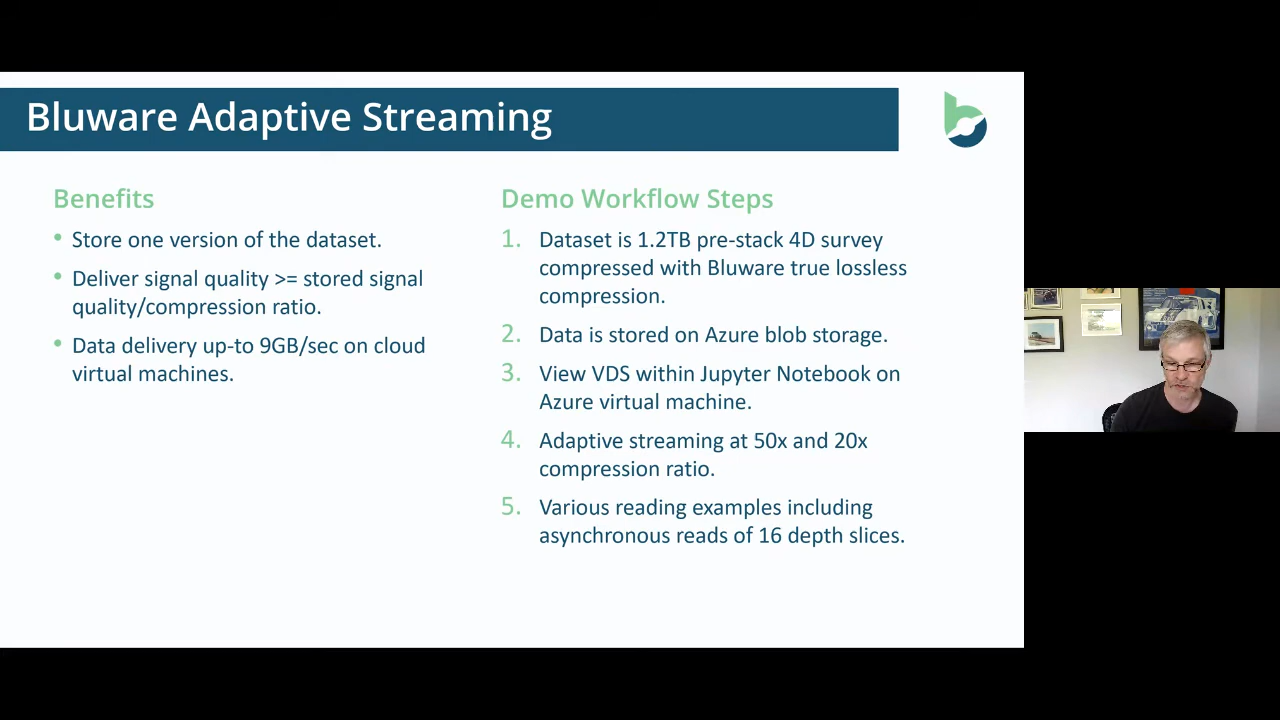 Bluware Adaptive Streaming
Benefits
• Store one version of the dataset.
• Deliver signal quality >= stored signal
quality/compression ratio.
• Data delivery up-to 9GB/sec on cloud
virtual machines.
Demo Workflow Steps
1. Dataset is 1.2TB pre-stack 4D survey
compressed with Bluware true lossless
compression.
2. Data is stored on Azure blob storage.
3. View VDS within Jupyter Notebook on
Azure virtual machine.
4. Adaptive streaming at 50x and 20x
compression ratio.
5. Various reading examples including
asynchronous reads of 16 depth slices.